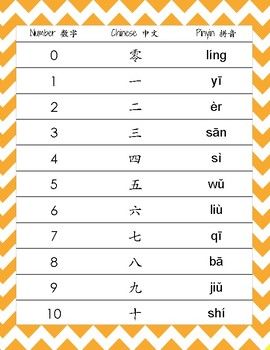 Number 数字 Chinese 中文 Pinyin 拼音
0 零 líng
1 一 yī
2 二 èr
3 三 sān
4 四 sì
5 五 wǔ
6 六 liù
7 七 qī
8 八 bā
9 九 jiǔ
10 十 shí